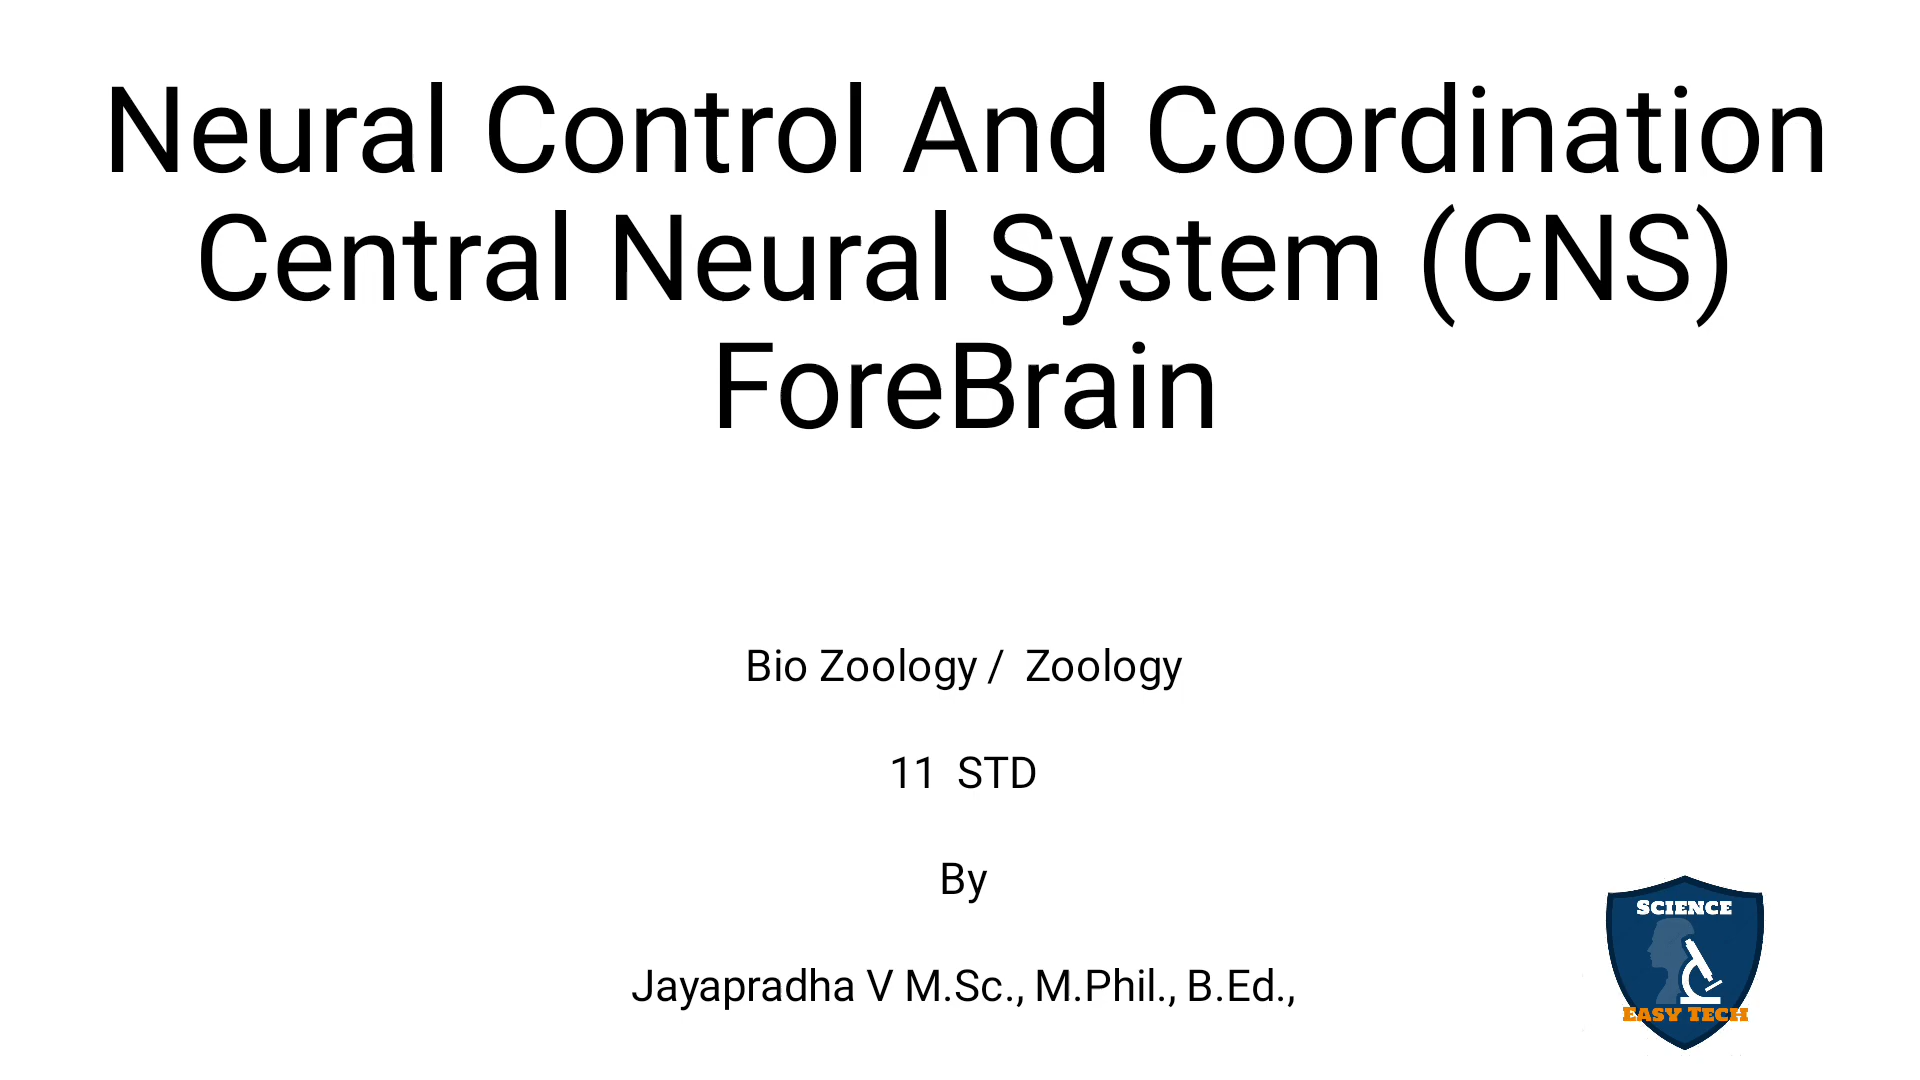 Neural Control And Coordination
Central Neural System (CNS)
ForeBrain
Bio Zoology / Zoology
11 STD
By
Jayapradha V M.Sc., M.Phil., B.Ed.,
SCIENCE
EASY TECH